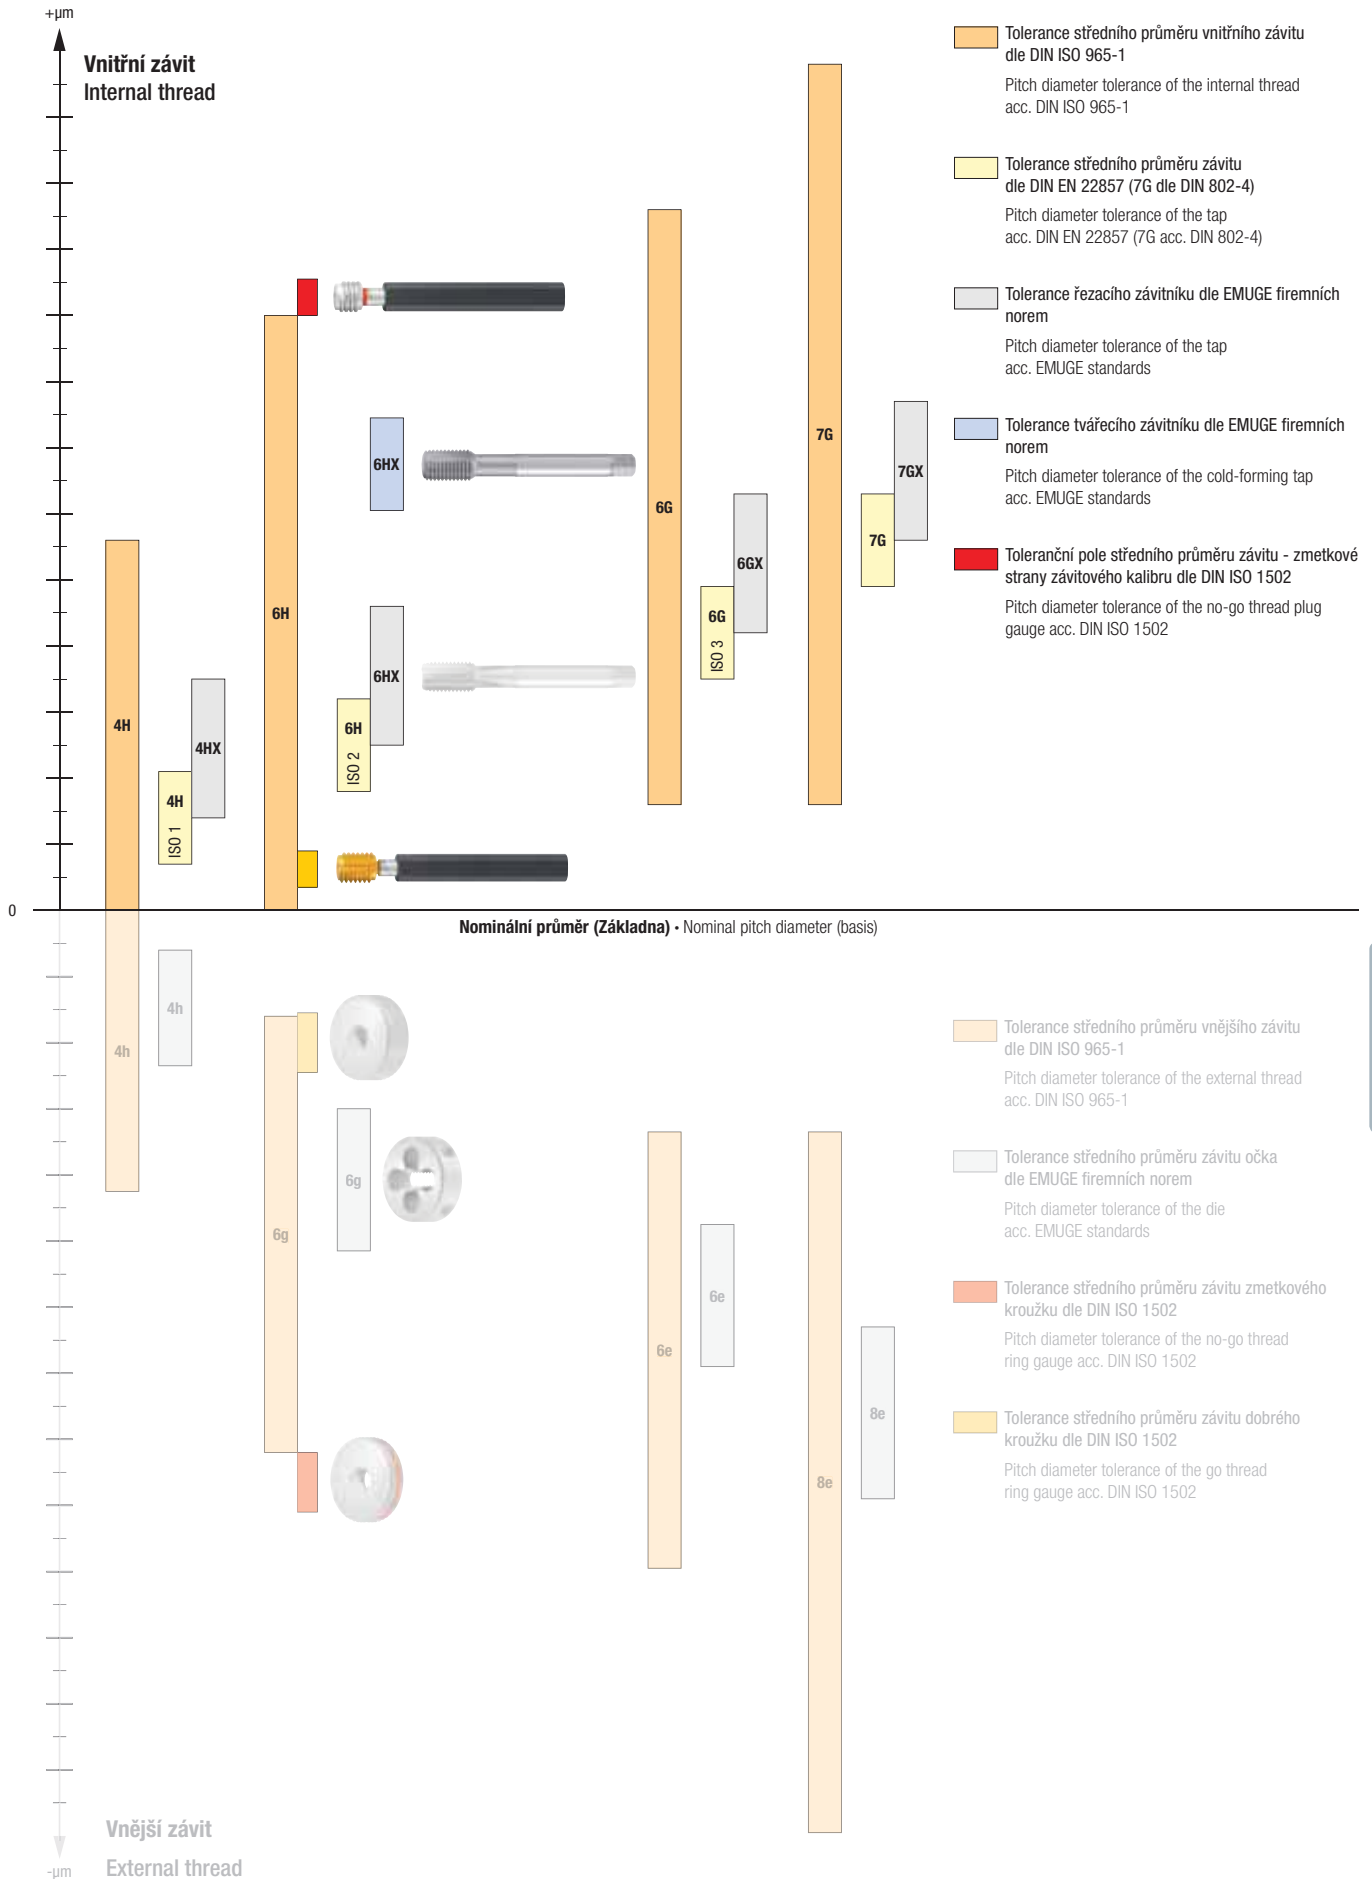 +µm
Vnitřní závit
Internal thread
Tolerance středního průměru vnitřního závitu
dle DIN ISO 965-1
Pitch diameter tolerance of the internal thread
acc. DIN ISO 965-1
Tolerance středního průměru závitu
dle DIN EN 22857 (7G dle DIN 802-4)
Pitch diameter tolerance of the tap
acc. DIN EN 22857 (7G acc. DIN 802-4)
Tolerance řezacího závitníku dle EMUGE firemních
norem
Pitch diameter tolerance of the tap
acc. EMUGE standards
Tolerance tvářecího závitníku dle EMUGE firemních
norem
Pitch diameter tolerance of the cold-forming tap
acc. EMUGE standards
Toleranční pole středního průměru závitu - zmetkové
strany závitového kalibru dle DIN ISO 1502
Pitch diameter tolerance of the no-go thread plug
gauge acc. DIN ISO 1502
4H
4H
ISO 1
4HX
6H
6H
ISO 2
6HX
6HX
6G
6G
ISO 3
6GX
7G
7G
7GX
0
Nominální průměr (Základna) • Nominal pitch diameter (basis)
4h
4h
6g
6g
6e
6e
8e
8e
Tolerance středního průměru vnějšího závitu
dle DIN ISO 965-1
Pitch diameter tolerance of the external thread
acc. DIN ISO 965-1
Tolerance středního průměru závitu očka
dle EMUGE firemních norem
Pitch diameter tolerance of the die
acc. EMUGE standards
Tolerance středního průměru závitu zmetkového
kroužku dle DIN ISO 1502
Pitch diameter tolerance of the no-go thread
ring gauge acc. DIN ISO 1502
Tolerance středního průměru závitu dobrého
kroužku dle DIN ISO 1502
Pitch diameter tolerance of the go thread
ring gauge acc. DIN ISO 1502
Vnější závit
External thread
-µm